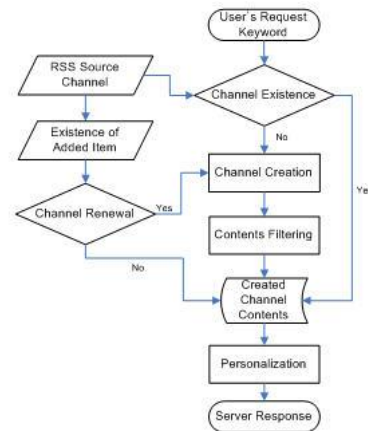 User`s Request
Keyword
RSS Source
Channel
Channel Existence
Existence of
Added Item
No
Channel Creation
Channel Renewal
Yes
Ye
Contents Filtering
No
Created
Channel
Contents
Personalization
Server Response